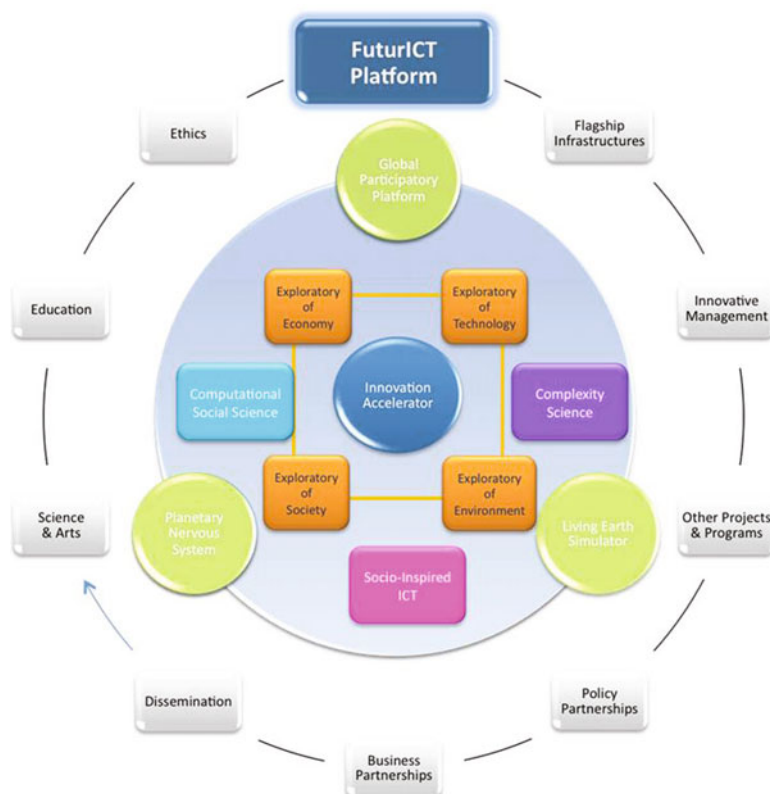 FuturICT
Platform
Ethics
Flagship
Infrastructures
Global
Participatory
Platform
Education
Exploratory
of
Economy
Exploratory
of
Technology
Innovative
Management
Computational
Social Science
Innovation
Accelerator
Complexity
Science
Exploratory
of
Society
Exploratory
of
Environment
Science
& Arts
Planetary
Nervous
System
Living Earth
Simulator
Other Projects
& Programs
Socio-Inspired
ICT
Dissemination
Policy
Partnerships
Business
Partnerships